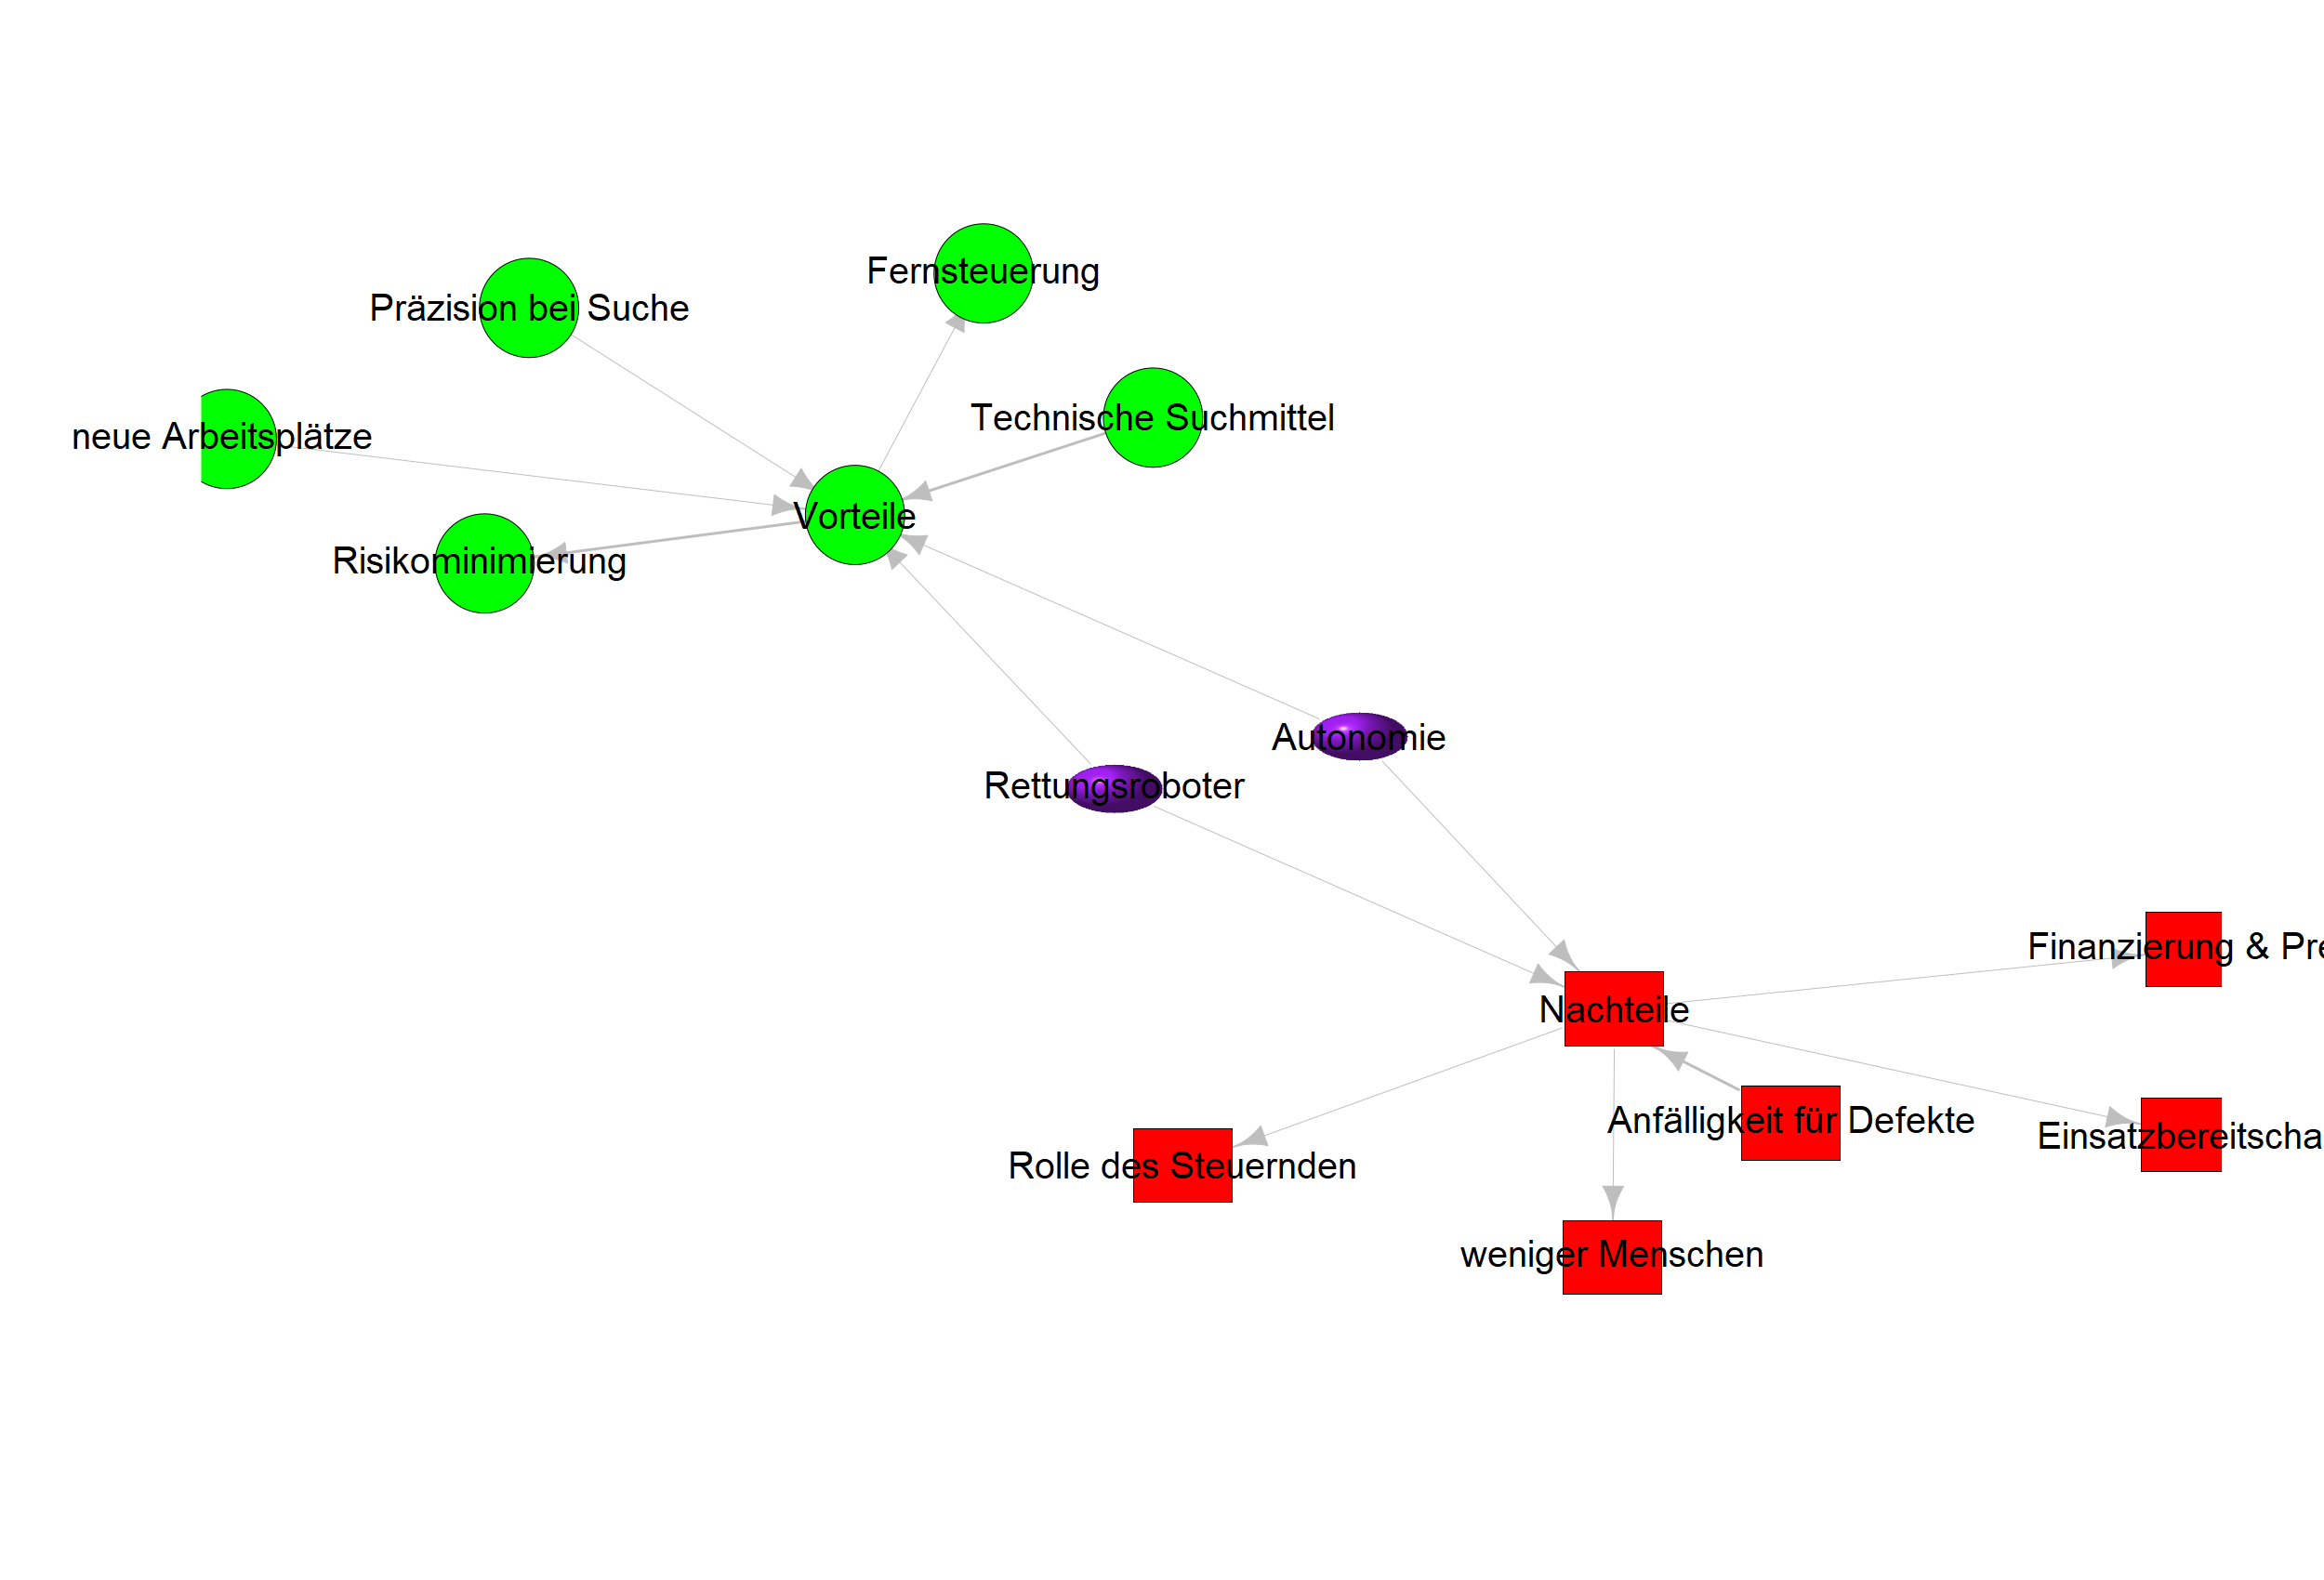 Fernsteuerung
Präzision bei Suche
Technische Suchmittel
neue Arbeitsplätze
Vorteile
Risikominimierung
Autonomie
Rettungsroboter
Finanzierung & Pre
Nachteile
Anfälligkeit für Defekte
Einsatzbereitscha
Rolle des Steuernden
weniger Menschen